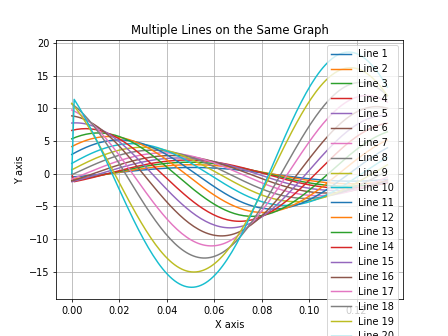 Multiple Lines on the Same Graph
20
15
10
5
0
−5
−10
−15
Y axis
0.00 0.02 0.04 0.06 0.08 0.10
X axis
Line 1
Line 2
Line 3
Line 4
Line 5
Line 6
Line 7
Line 8
Line 9
Line 10
Line 11
Line 12
Line 13
Line 14
Line 15
Line 16
Line 17
Line 18
Line 19
Line 20